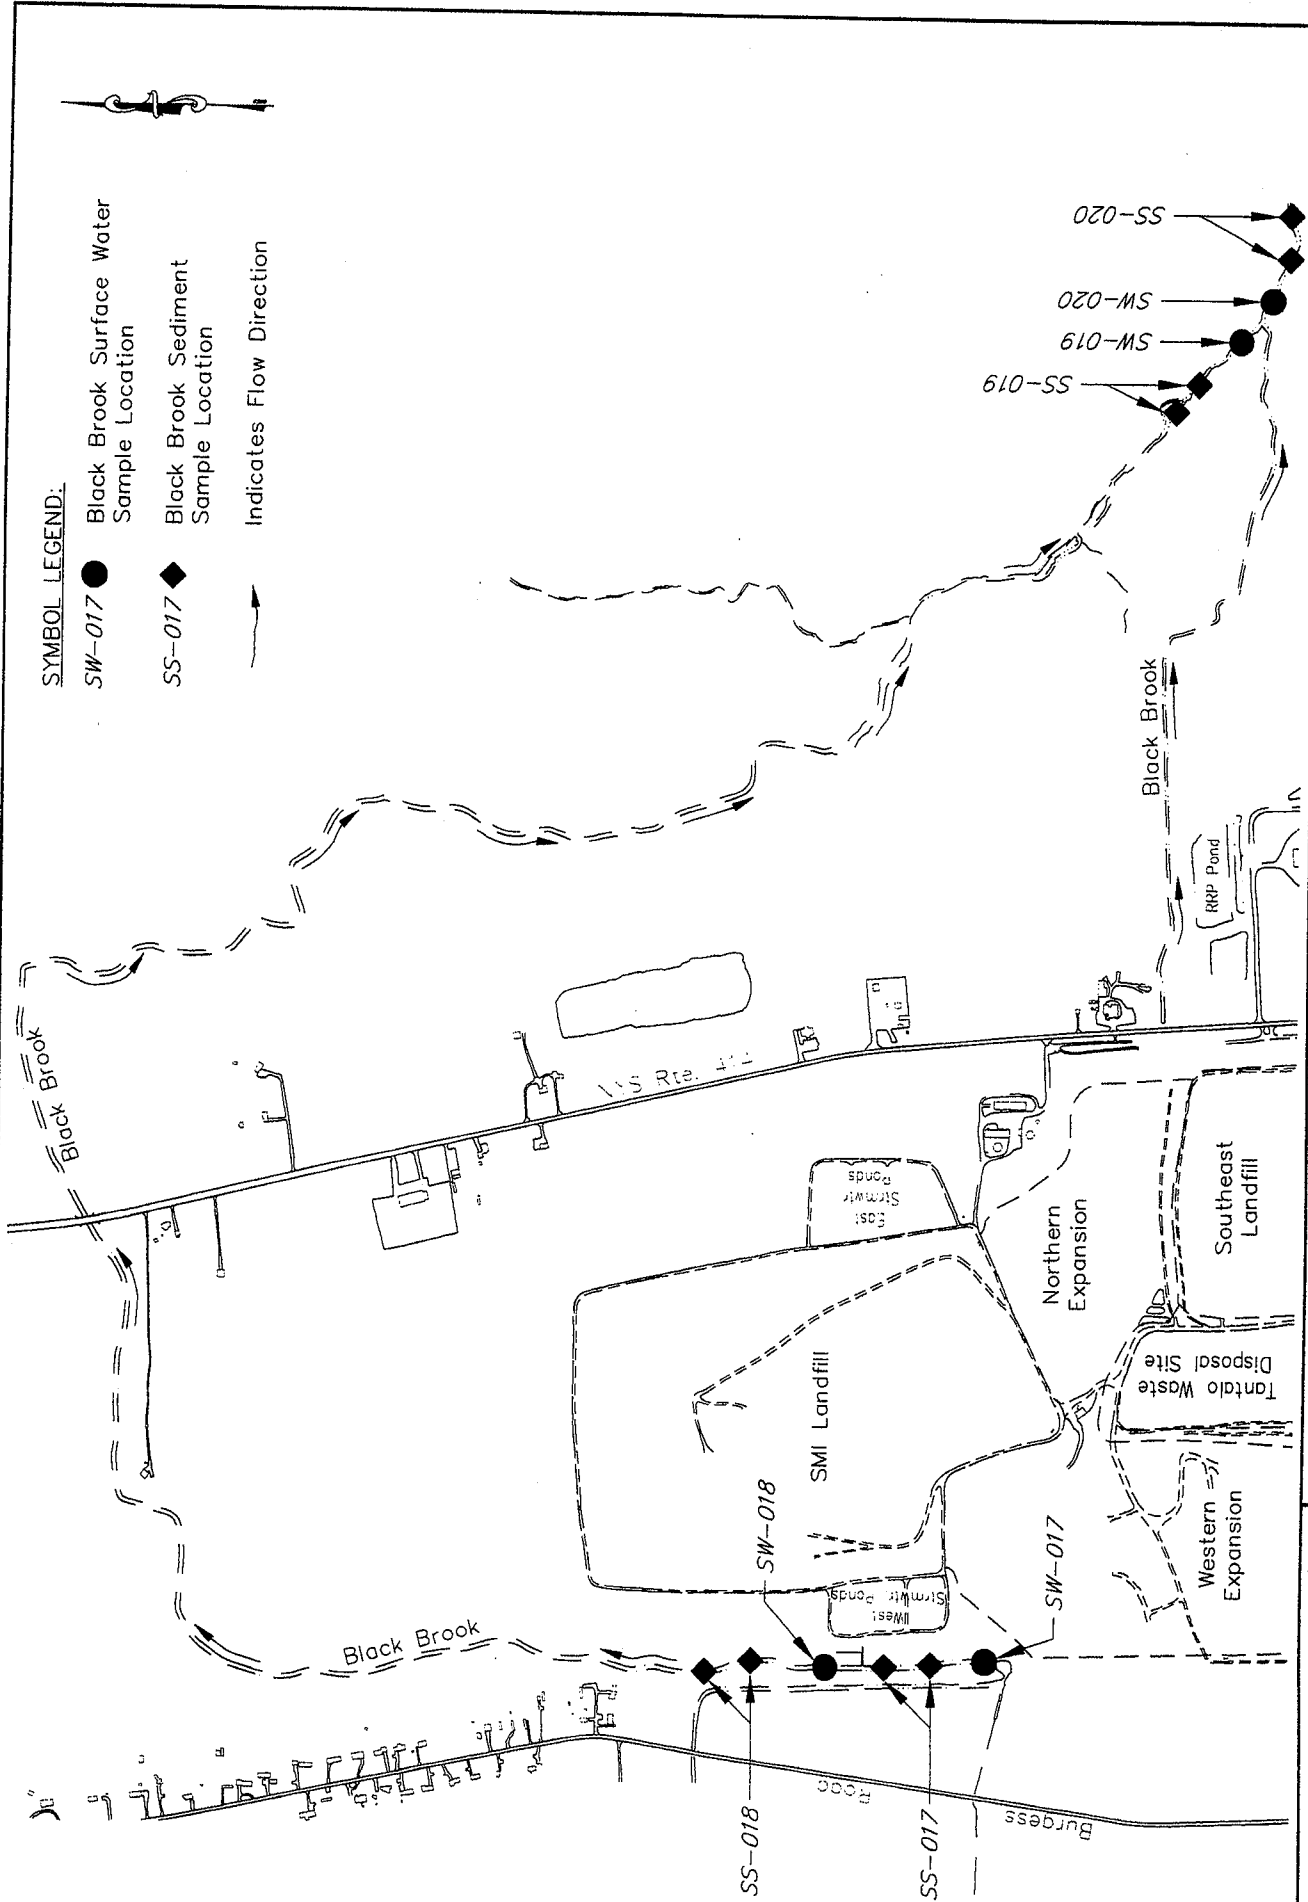 SYMBOL LEGEND:
SW-017
Black Brook Surface Water
Sample Location
SS-017
Black Brook Sediment
Sample Location
Indicates Flow Direction
Black Brook
Black Brook
Black Brook
SS-018
SS-017
SW-018
SW-017
SS-019
SW-019
SW-020
SS-020
Burgess
Road
Rte.
SMI Landfill
West
Strmwtr. Ponds
East
Strmwtr
Ponds
Northern
Expansion
Southeast
Landfill
Tantalo Waste
Disposal Site
Western
Expansion
RRP Pond